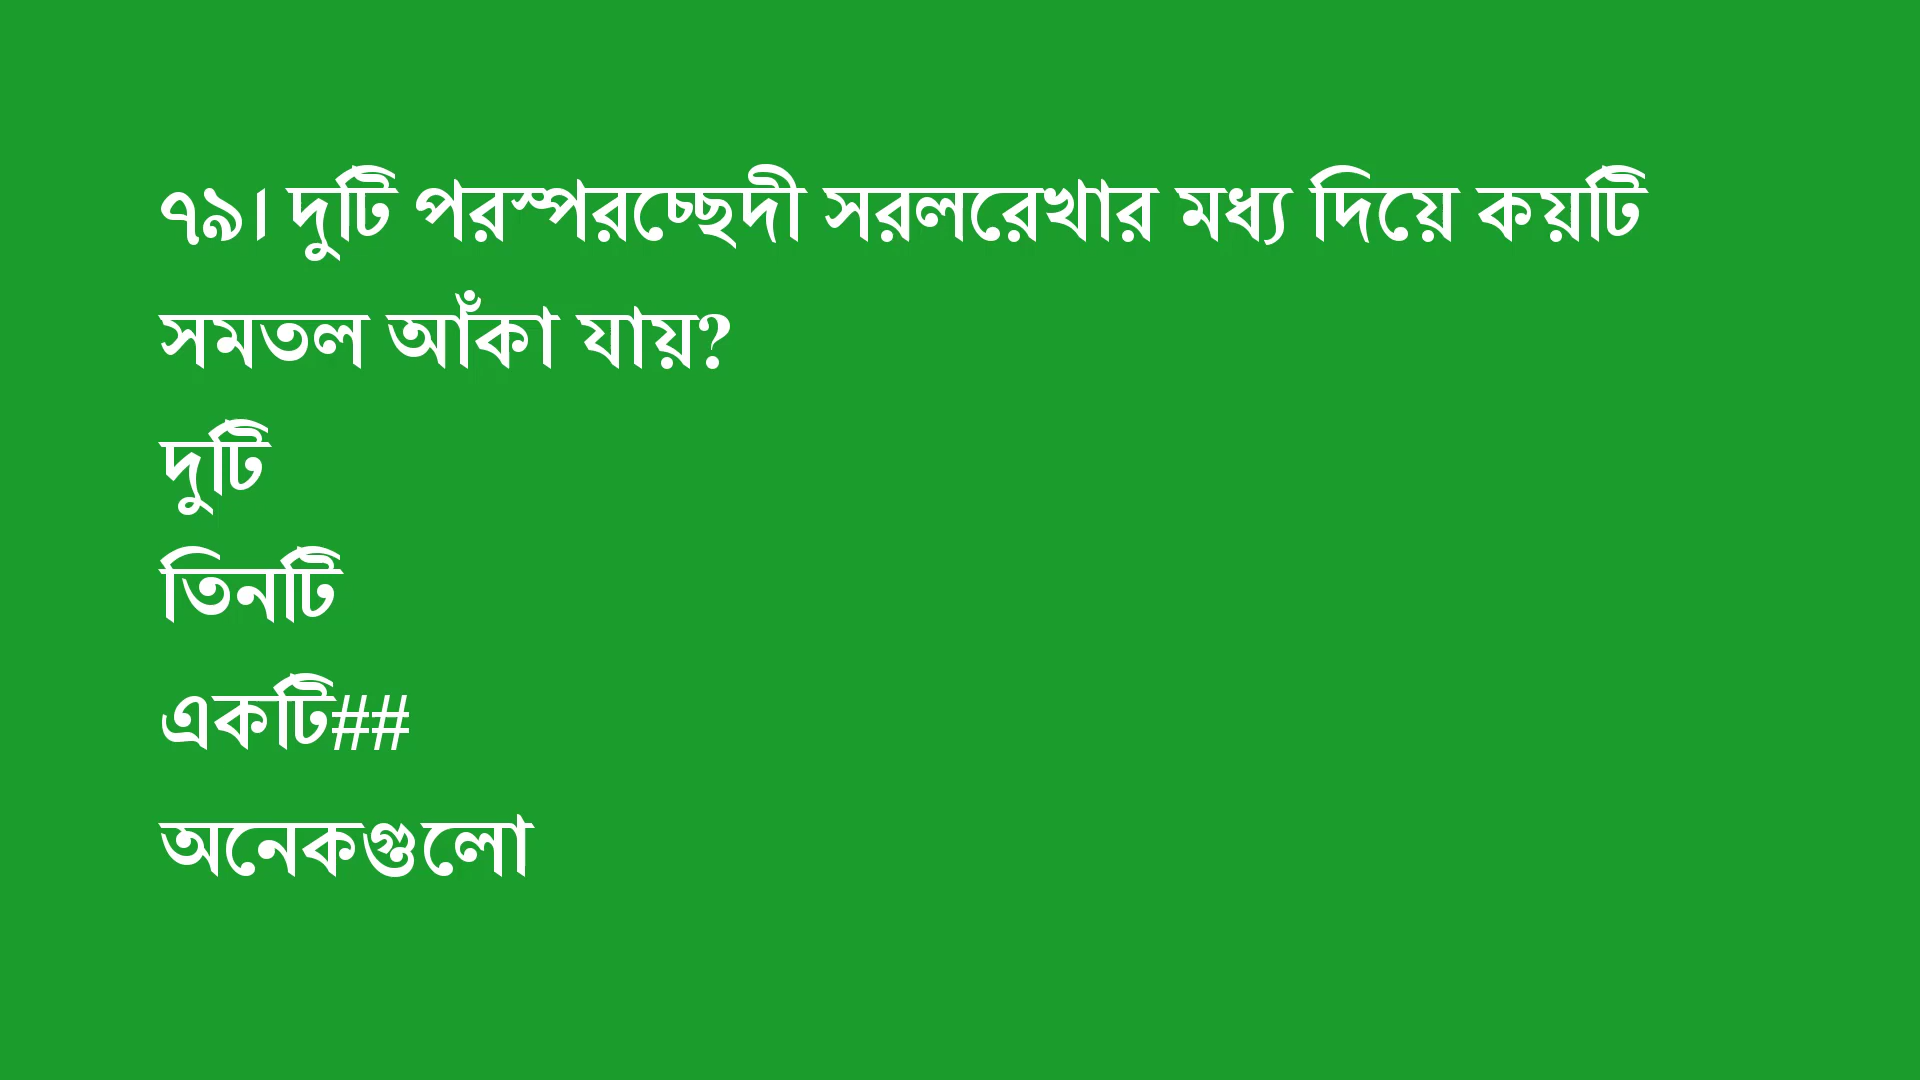 ৭৯। দুটি পরস্পরচ্ছেদী সরলরেখার মধ্য দিয়ে কয়টি
সমতল আঁকা যায়?
দুটি
তিনটি
একটি##
অনেকগুলো